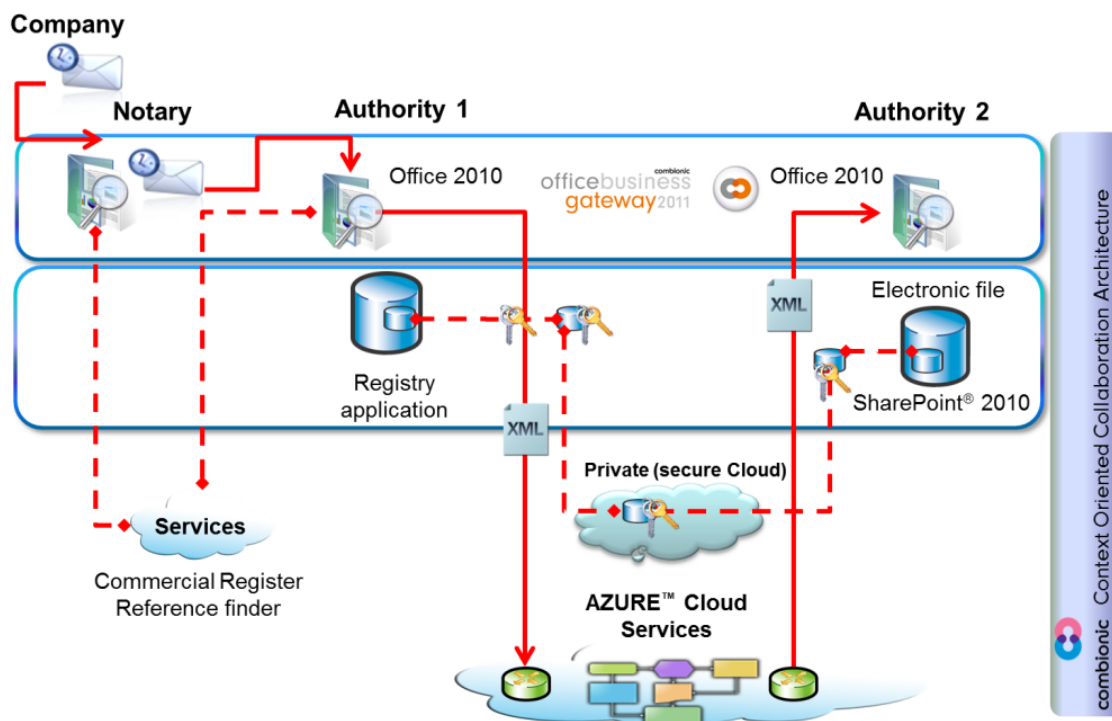 Company
Notary
Authority 1
Authority 2
Office 2010
combionic
officebusiness
gateway2011
Office 2010
XML
Electronic file
Registry
application
SharePoint® 2010
XML
Private (secure Cloud)
Services
Commercial Register
Reference finder
AZURE™ Cloud
Services
combionic Context Oriented Collaboration Architecture